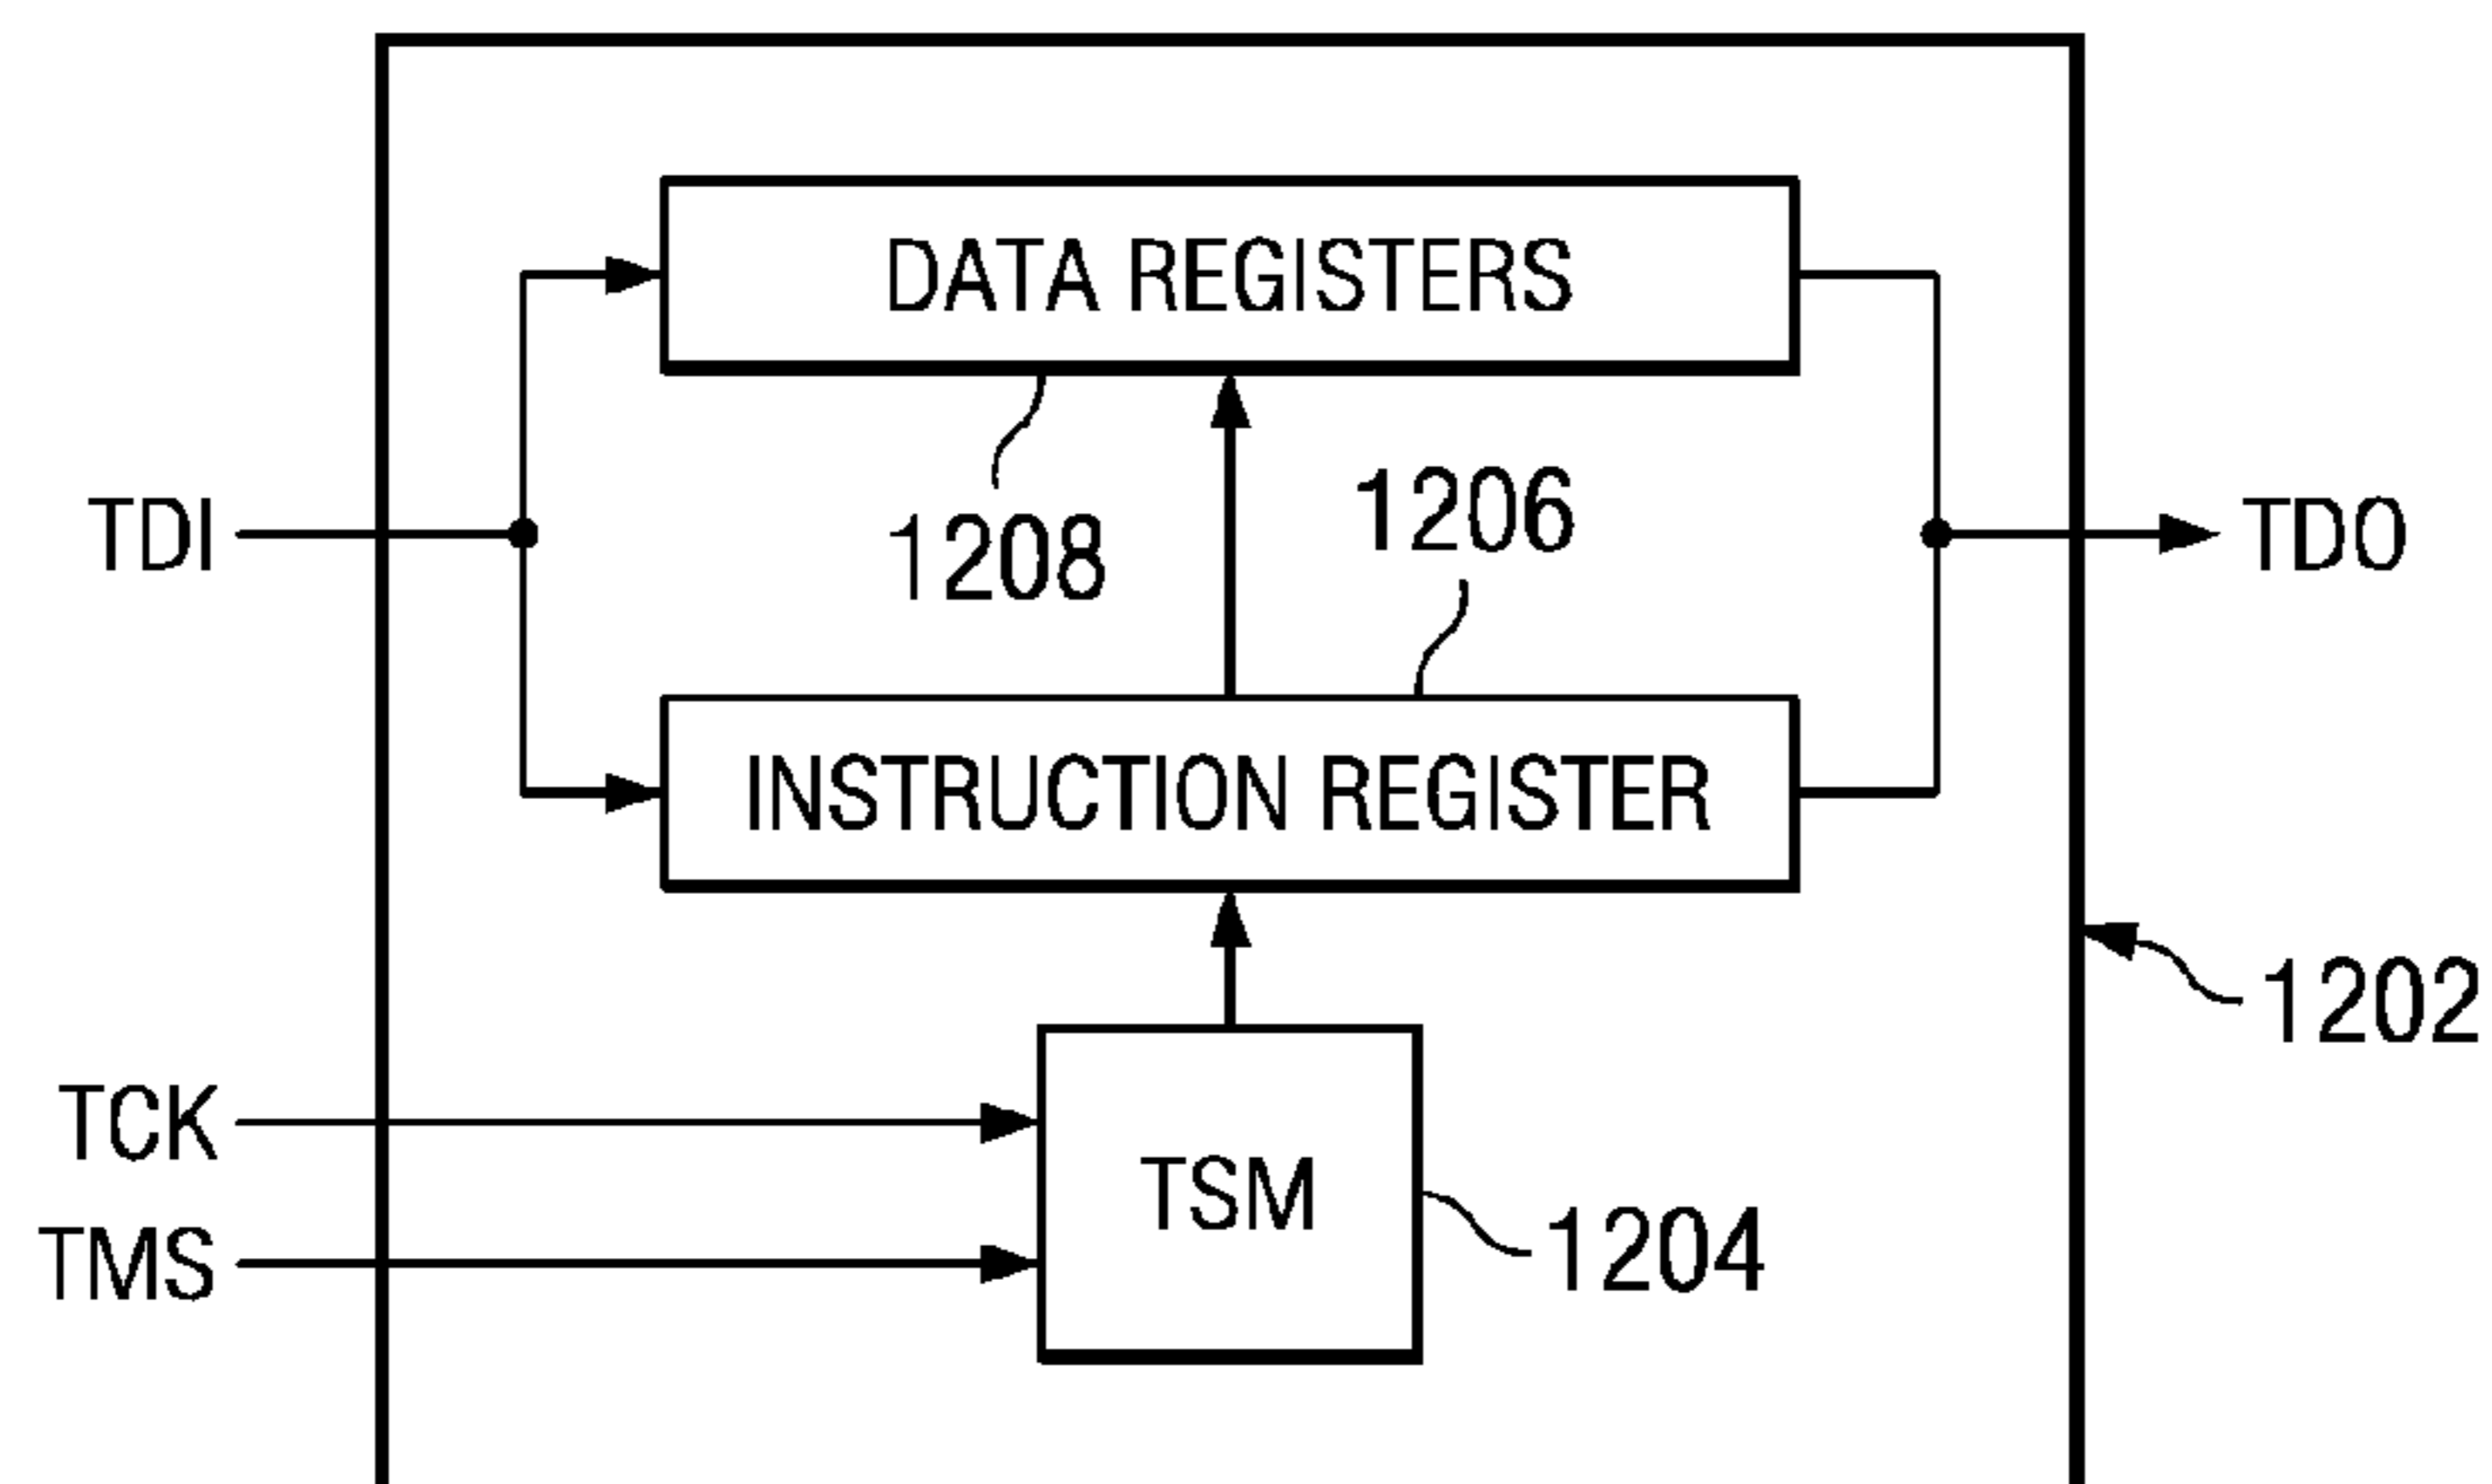 DATA REGISTERS
1208
1206
TDI
TDO
INSTRUCTION REGISTER
1202
TCK
TSM
TMS
1204